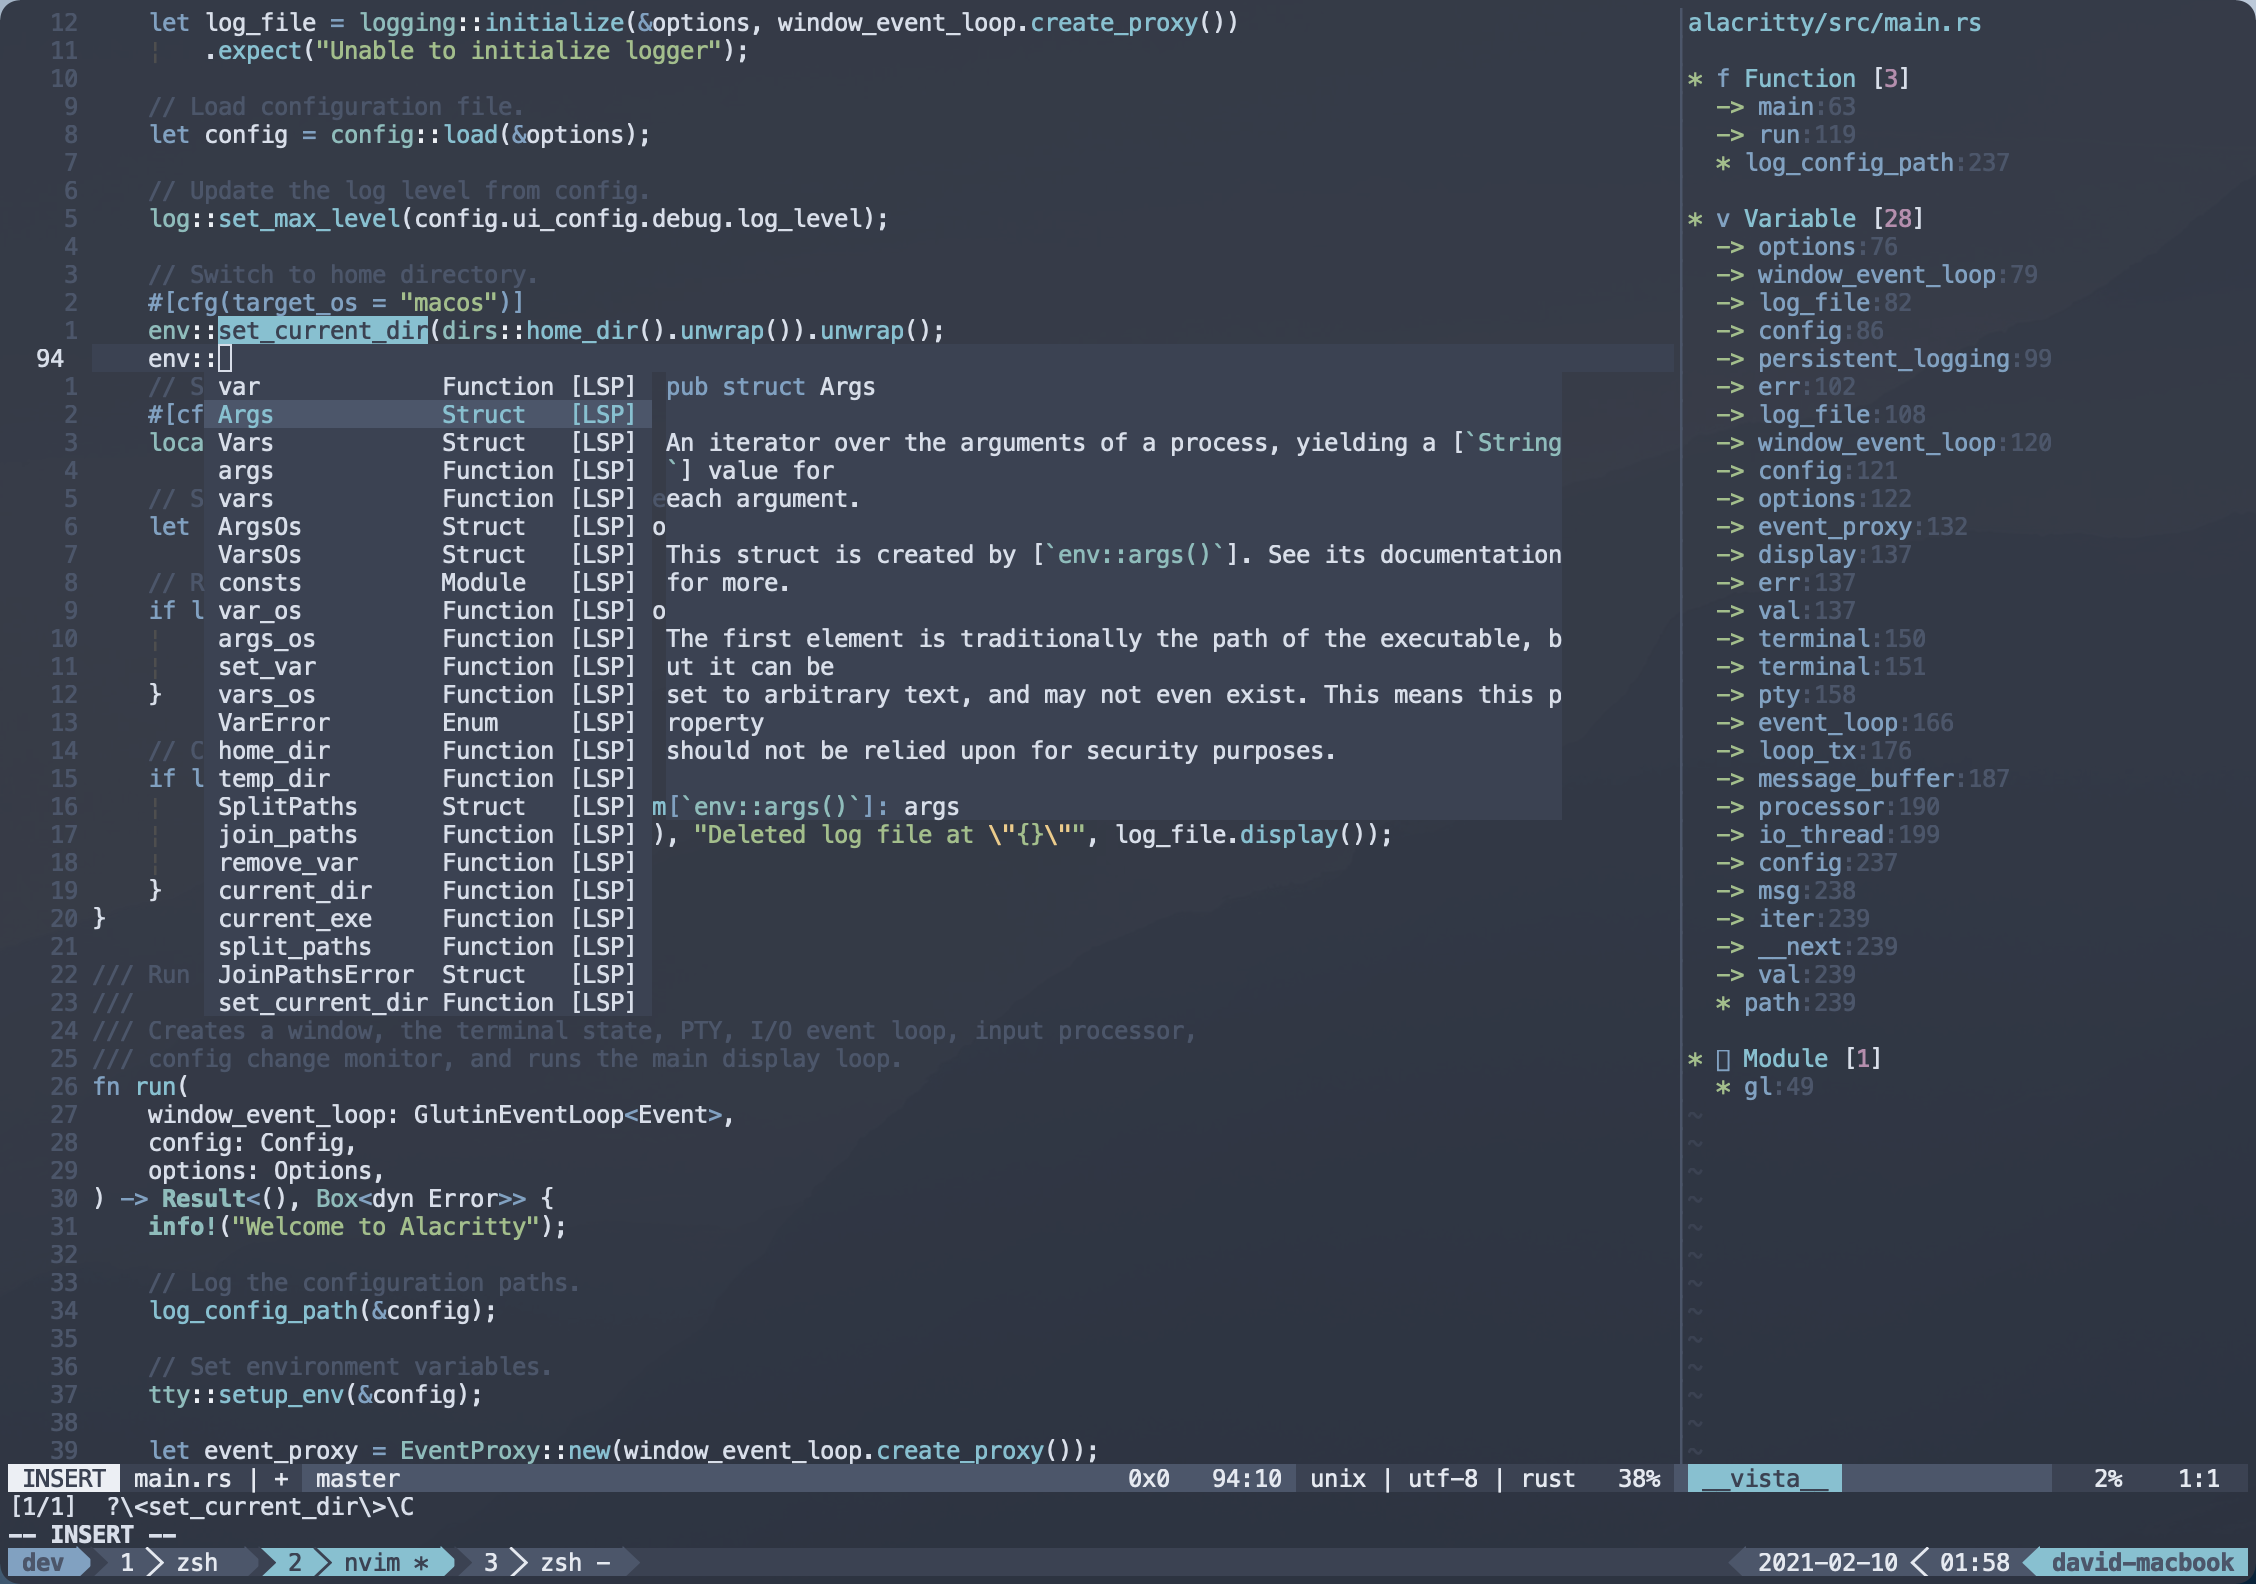 12     let log_file = logging::initialize(&options, window_event_loop.create_proxy())
11     ¦   .expect("Unable to initialize logger");
10
9     // Load configuration file.
8     let config = config::load(&options);
7
6     // Update the log level from config.
5     log::set_max_level(config.ui_config.debug.log_level);
4
3     // Switch to home directory.
2     #[cfg(target_os = "macos")]
1     env::set_current_dir(dirs::home_dir().unwrap()).unwrap();
94     env::
1     // S var Function [LSP] pub struct Args
2     #[cf Args Struct [LSP]
3     loca Vars Struct [LSP] An iterator over the arguments of a process, yielding a [`String
4     args Function [LSP] `] value for
5     // S vars Function [LSP] eeach argument.
6     let ArgsOs Struct [LSP] o
7     VarsOs Struct [LSP] This struct is created by [`env::args()`]. See its documentation
8     // R consts Module [LSP] for more.
9     if l var_os Function [LSP] o
10     ¦ args_os Function [LSP] The first element is traditionally the path of the executable, b
11     ¦ set_var Function [LSP] ut it can be
12     } vars_os Function [LSP] set to arbitrary text, and may not even exist. This means this p
13     VarError Enum [LSP] roperty
14     // C home_dir Function [LSP] should not be relied upon for security purposes.
15     if l temp_dir Function [LSP]
16     ¦ SplitPaths Struct [LSP] m[`env::args()`]: args
17     ¦ join_paths Function [LSP] ), "Deleted log file at \"{}\"", log_file.display());
18     ¦ remove_var Function [LSP]
19     } current_dir Function [LSP]
20 } current_exe Function [LSP]
21 split_paths Function [LSP]
22 /// Run JoinPathsError Struct [LSP]
23 /// set_current_dir Function [LSP]
24 /// Creates a window, the terminal state, PTY, I/O event loop, input processor,
25 /// config change monitor, and runs the main display loop.
26 fn run(
27     window_event_loop: GlutinEventLoop<Event>,
28     config: Config,
29     options: Options,
30 ) -> Result<(), Box<dyn Error>> {
31     info!("Welcome to Alacritty");
32
33     // Log the configuration paths.
34     log_config_path(&config);
35
36     // Set environment variables.
37     tty::setup_env(&config);
38
39     let event_proxy = EventProxy::new(window_event_loop.create_proxy());
alacritty/src/main.rs
* f Function [3]
-> main:63
-> run:119
* log_config_path:237
* v Variable [28]
-> options:76
-> window_event_loop:79
-> log_file:82
-> config:86
-> persistent_logging:99
-> err:102
-> log_file:108
-> window_event_loop:120
-> config:121
-> options:122
-> event_proxy:132
-> display:137
-> err:137
-> val:137
-> terminal:150
-> terminal:151
-> pty:158
-> event_loop:166
-> loop_tx:176
-> message_buffer:187
-> processor:190
-> io_thread:199
-> config:237
-> msg:238
-> iter:239
-> __next:239
-> val:239
* path:239
* Module [1]
* gl:49
~
~
~
~
~
~
~
~
~
~
~
~
~
INSERT main.rs | + master 0x0 94:10 unix | utf-8 | rust 38% __vista__ 2% 1:1
[1/1]  ?\<set_current_dir\>\C
-- INSERT --
dev 1 zsh 2 nvim * 3 zsh - 2021-02-10 01:58 david-macbook